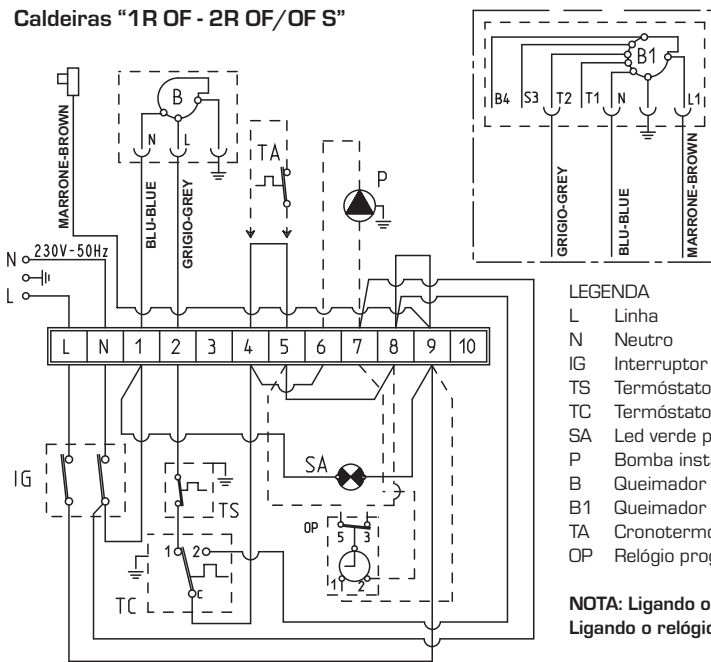 Caldeiras “1R OF - 2R OF/OF S”
MARRONE-BROWN
B
N L
BLU-BLUE
GRIGIO-GREY
TA
P
B1
B4 S3 T2 T1 N L1
GRIGIO-GREY
BLU-BLUE
MARRONE-BROWN
N 230V-50Hz
L
L N 1 2 3 4 5 6 7 8 9 10
IG
TS
SA
OP
5 3
1 2
1 2
C
TC
LEGENDA
L Linha
N Neutro
IG Interruptor
TS Termóstato
TC Termóstato
SA Led verde
P Bomba
B Queimador
B1 Queimador
TA
OP Relógio
NOTA: Ligando o
Ligando o relógio